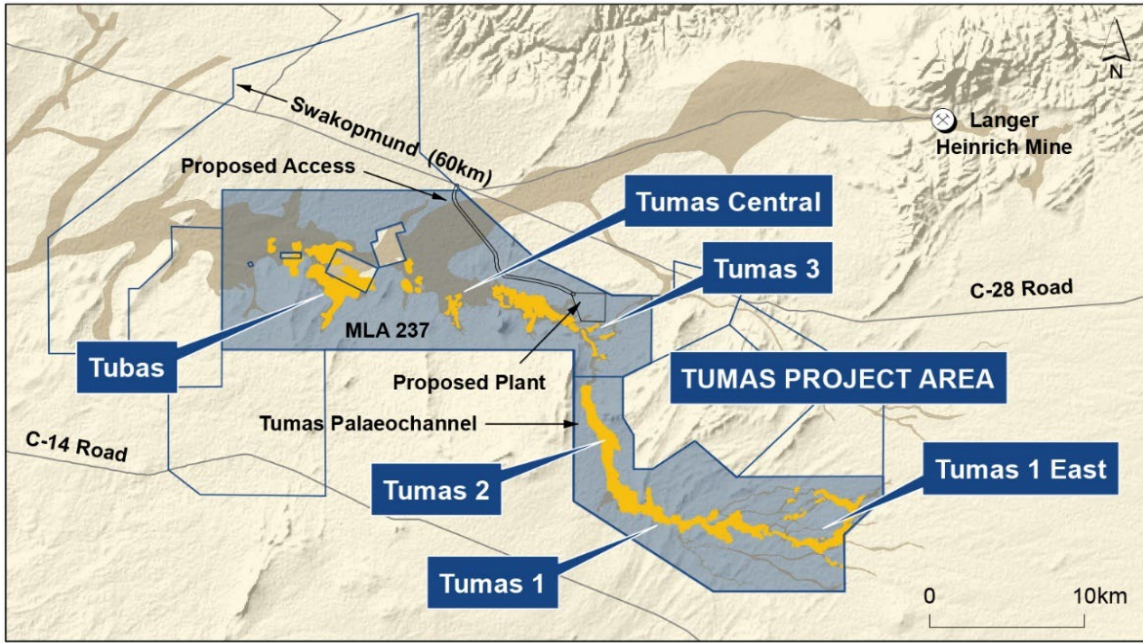 N
Langer
Heinrich Mine
Swakopmund (60km)
Proposed Access
Tumas Central
Tumas 3
C-28 Road
MLA 237
Tubas
Proposed Plant
TUMAS PROJECT AREA
Tumas Palaeochannel
C-14 Road
Tumas 2
Tumas 1 East
Tumas 1
0 10km